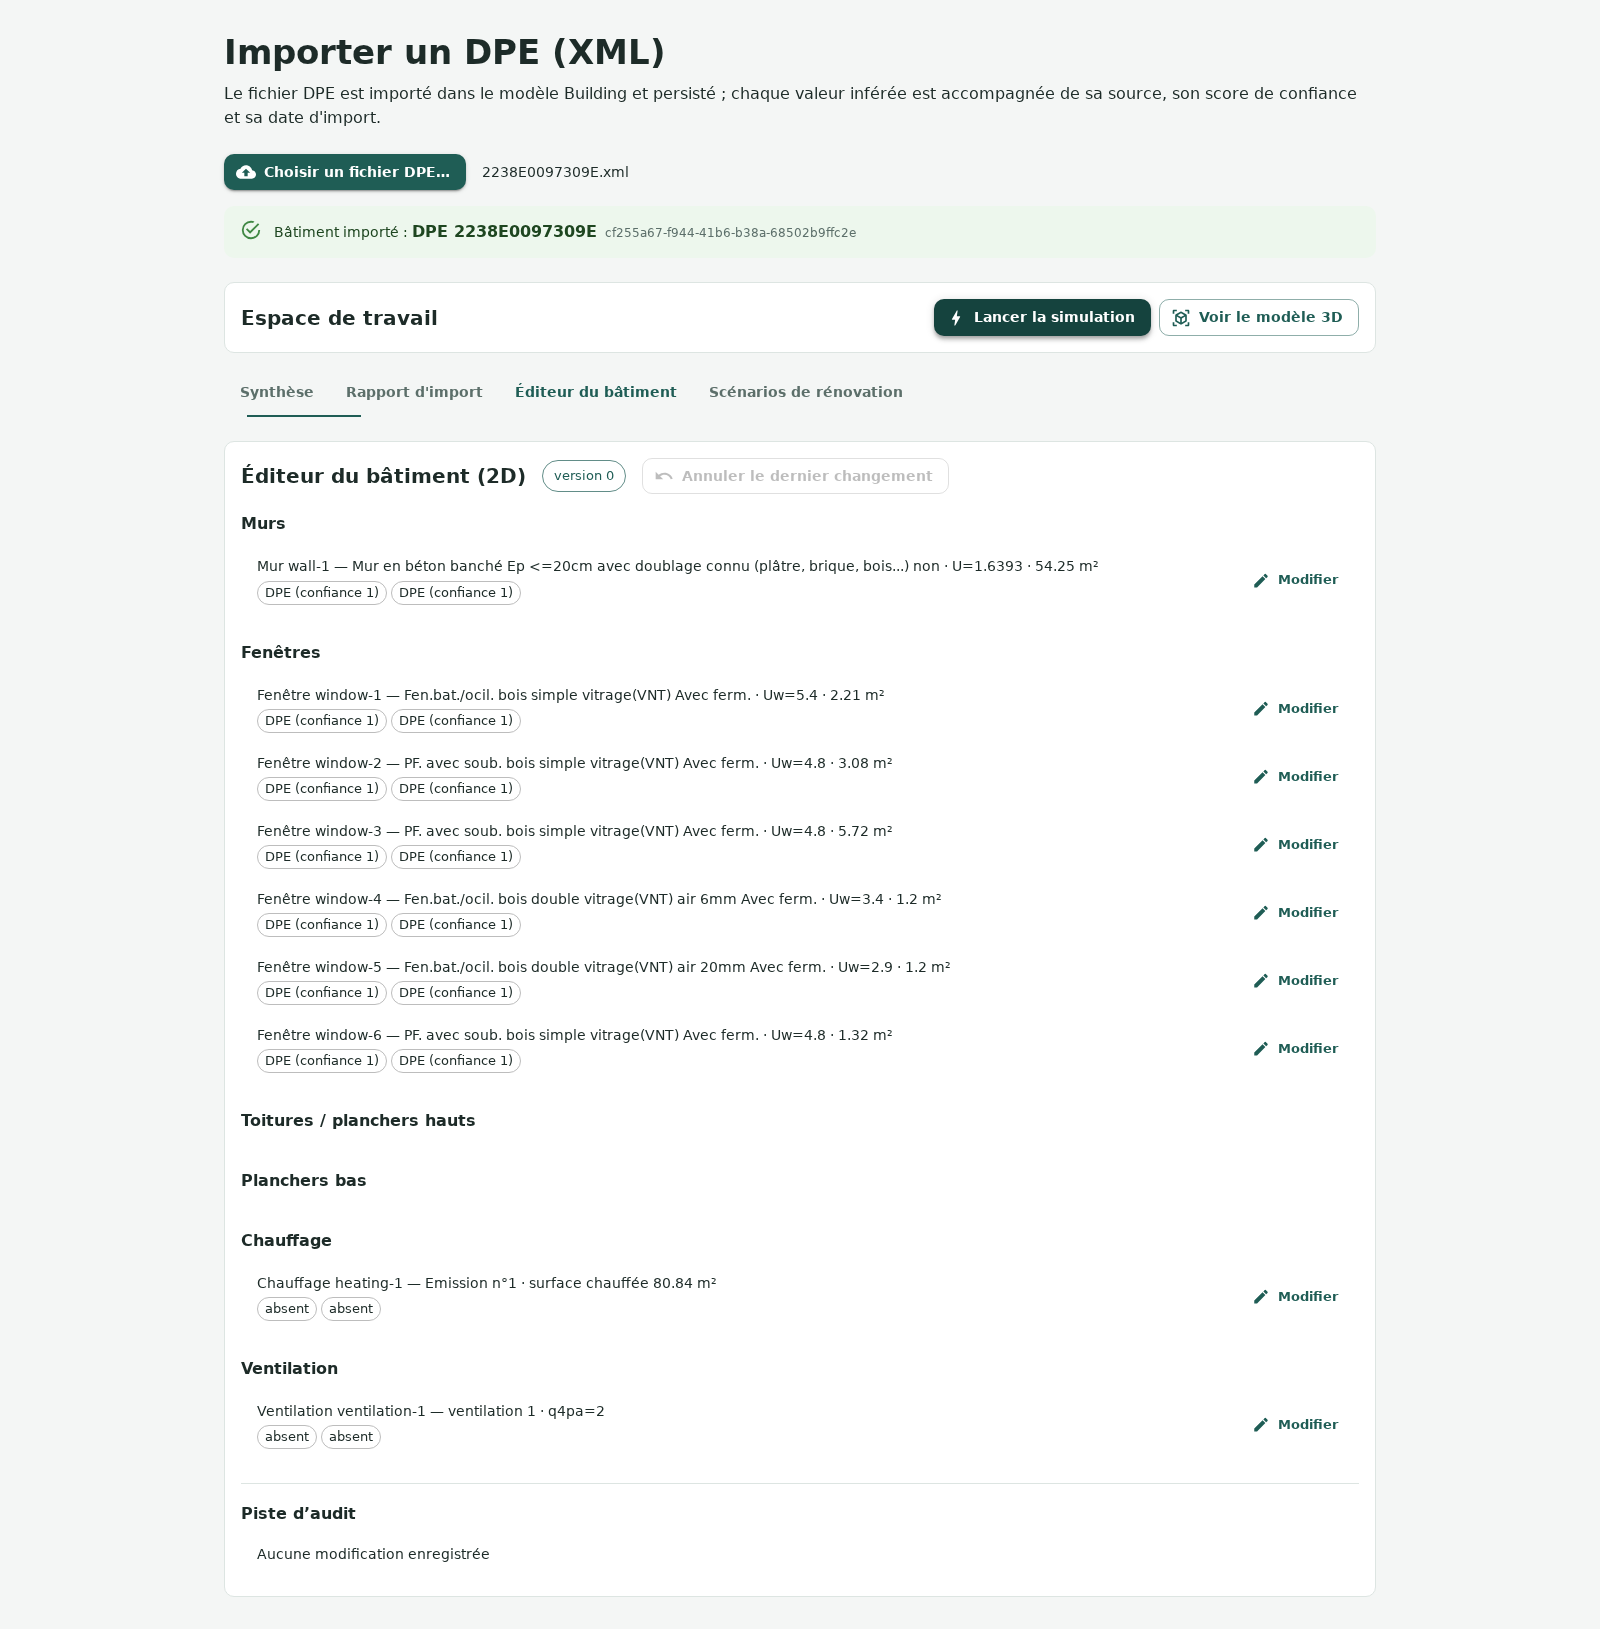 Importer un DPE (XML)
Le fichier DPE est importé dans le modèle Building et persisté ; chaque valeur inférée est accompagnée de sa source, son score de confiance
et sa date d'import.
Choisir un fichier DPE… 2238E0097309E.xml
Bâtiment importé : DPE 2238E0097309E cf255a67-f944-41b6-b38a-68502b9ffc2e
Espace de travail Lancer la simulation Voir le modèle 3D
Synthèse Rapport d'import Éditeur du bâtiment Scénarios de rénovation
Éditeur du bâtiment (2D) version 0 Annuler le dernier changement
Murs
Mur wall-1 — Mur en béton banché Ep <=20cm avec doublage connu (plâtre, brique, bois...) non · U=1.6393 · 54.25 m²
DPE (confiance 1) DPE (confiance 1)
Modifier
Fenêtres
Fenêtre window-1 — Fen.bat./ocil. bois simple vitrage(VNT) Avec ferm. · Uw=5.4 · 2.21 m²
DPE (confiance 1) DPE (confiance 1)
Modifier
Fenêtre window-2 — PF. avec soub. bois simple vitrage(VNT) Avec ferm. · Uw=4.8 · 3.08 m²
DPE (confiance 1) DPE (confiance 1)
Modifier
Fenêtre window-3 — PF. avec soub. bois simple vitrage(VNT) Avec ferm. · Uw=4.8 · 5.72 m²
DPE (confiance 1) DPE (confiance 1)
Modifier
Fenêtre window-4 — Fen.bat./ocil. bois double vitrage(VNT) air 6mm Avec ferm. · Uw=3.4 · 1.2 m²
DPE (confiance 1) DPE (confiance 1)
Modifier
Fenêtre window-5 — Fen.bat./ocil. bois double vitrage(VNT) air 20mm Avec ferm. · Uw=2.9 · 1.2 m²
DPE (confiance 1) DPE (confiance 1)
Modifier
Fenêtre window-6 — PF. avec soub. bois simple vitrage(VNT) Avec ferm. · Uw=4.8 · 1.32 m²
DPE (confiance 1) DPE (confiance 1)
Modifier
Toitures / planchers hauts
Planchers bas
Chauffage
Chauffage heating-1 — Emission n°1 · surface chauffée 80.84 m²
absent absent
Modifier
Ventilation
Ventilation ventilation-1 — ventilation 1 · q4pa=2
absent absent
Modifier
Piste d’audit
Aucune modification enregistrée